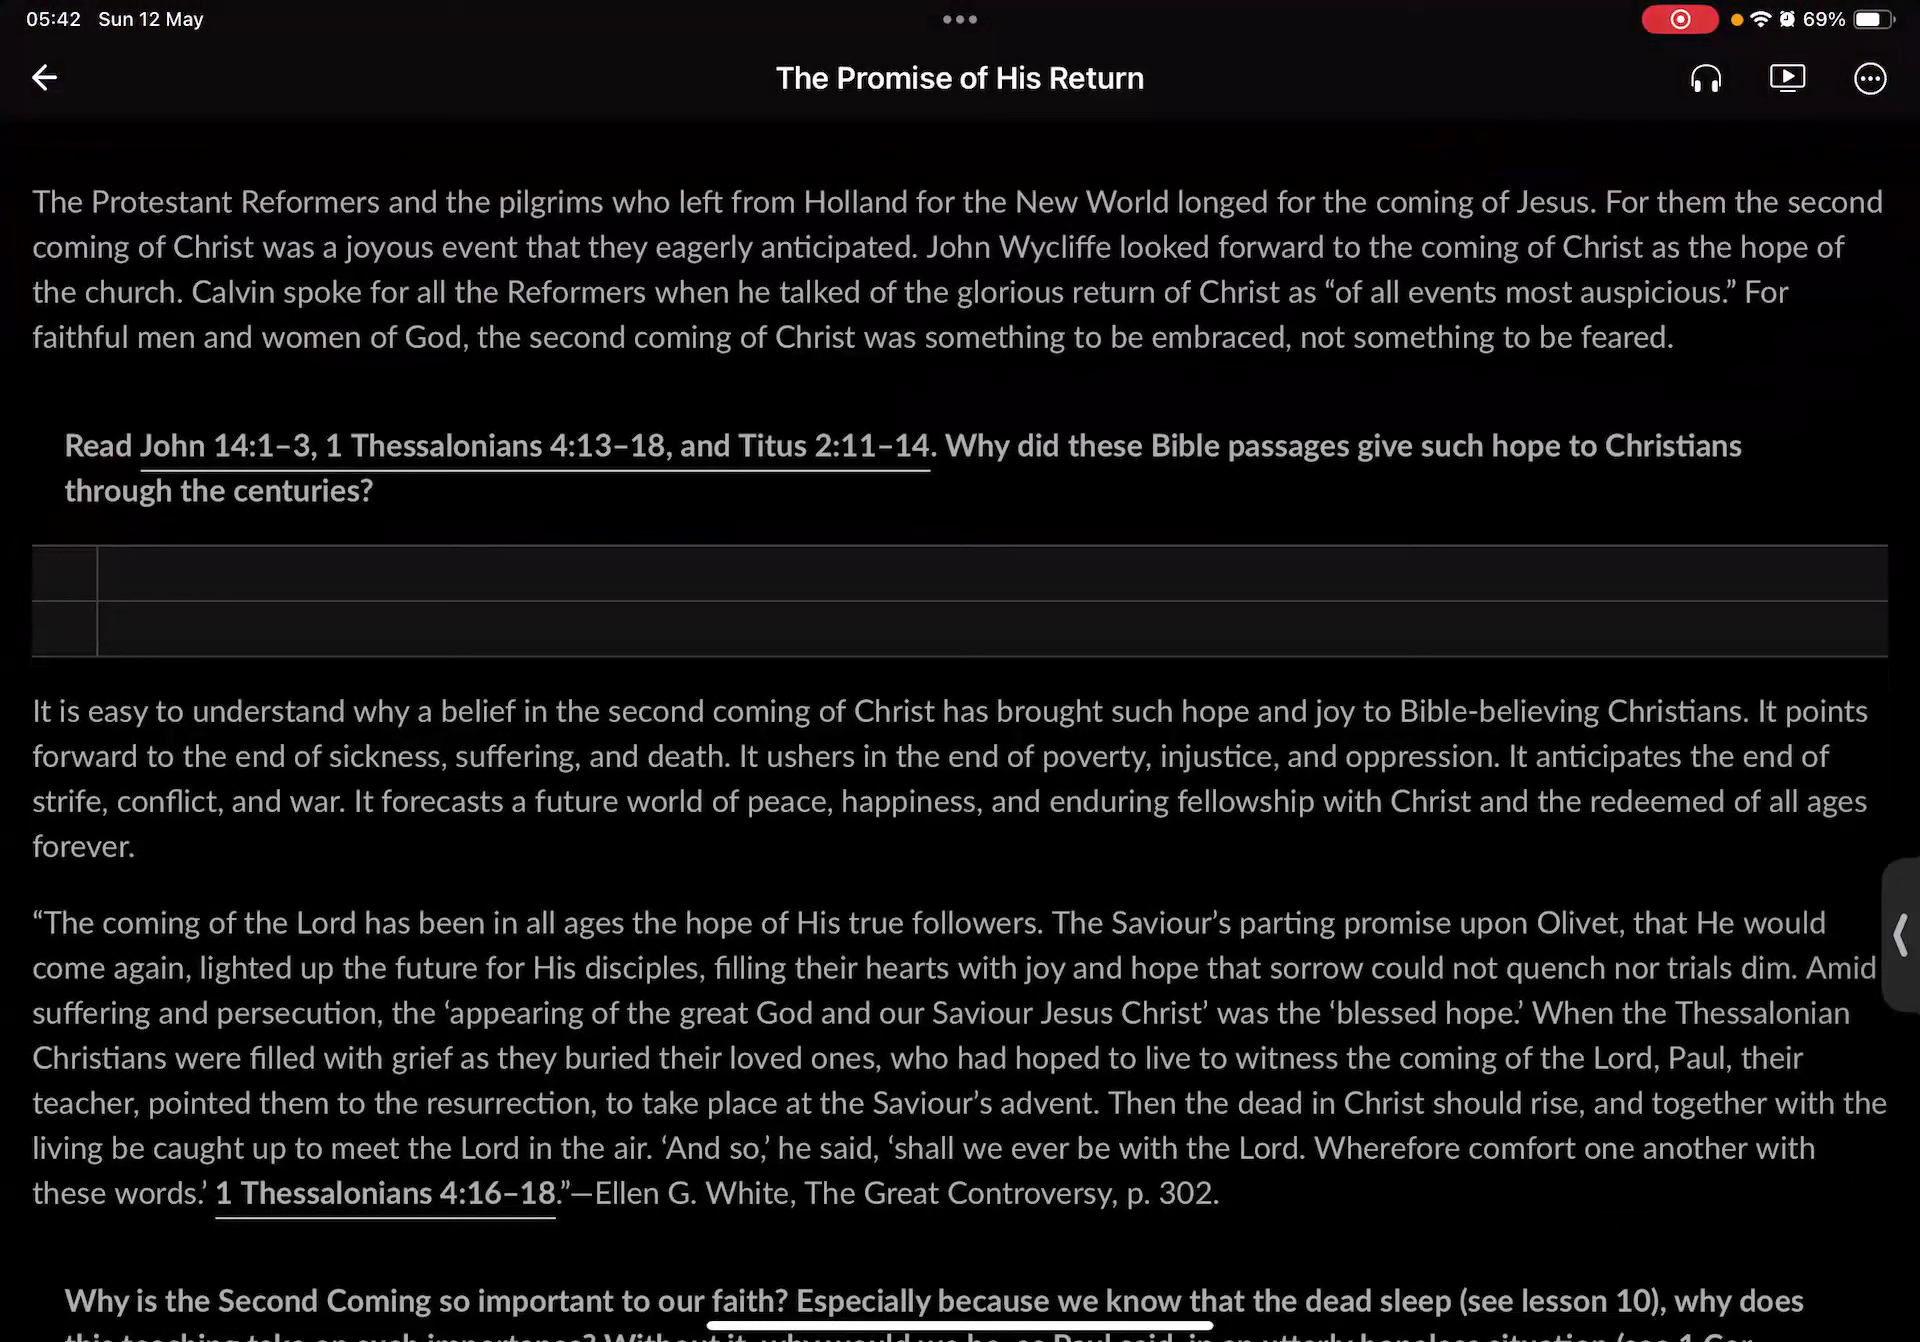 05:42 Sun 12 May
69%
The Promise of His Return
The Protestant Reformers and the pilgrims who left from Holland for the New World longed for the coming of Jesus. For them the second
coming of Christ was a joyous event that they eagerly anticipated. John Wycliffe looked forward to the coming of Christ as the hope of
the church. Calvin spoke for all the Reformers when he talked of the glorious return of Christ as “of all events most auspicious.” For
faithful men and women of God, the second coming of Christ was something to be embraced, not something to be feared.
Read John 14:1–3, 1 Thessalonians 4:13–18, and Titus 2:11–14. Why did these Bible passages give such hope to Christians
through the centuries?
It is easy to understand why a belief in the second coming of Christ has brought such hope and joy to Bible-believing Christians. It points
forward to the end of sickness, suffering, and death. It ushers in the end of poverty, injustice, and oppression. It anticipates the end of
strife, conflict, and war. It forecasts a future world of peace, happiness, and enduring fellowship with Christ and the redeemed of all ages
forever.
“The coming of the Lord has been in all ages the hope of His true followers. The Saviour’s parting promise upon Olivet, that He would
come again, lighted up the future for His disciples, filling their hearts with joy and hope that sorrow could not quench nor trials dim. Amid
suffering and persecution, the ‘appearing of the great God and our Saviour Jesus Christ’ was the ‘blessed hope.’ When the Thessalonian
Christians were filled with grief as they buried their loved ones, who had hoped to live to witness the coming of the Lord, Paul, their
teacher, pointed them to the resurrection, to take place at the Saviour’s advent. Then the dead in Christ should rise, and together with the
living be caught up to meet the Lord in the air. ‘And so,’ he said, ‘shall we ever be with the Lord. Wherefore comfort one another with
these words.’ 1 Thessalonians 4:16–18.”—Ellen G. White, The Great Controversy, p. 302.
Why is the Second Coming so important to our faith? Especially because we know that the dead sleep (see lesson 10), why does